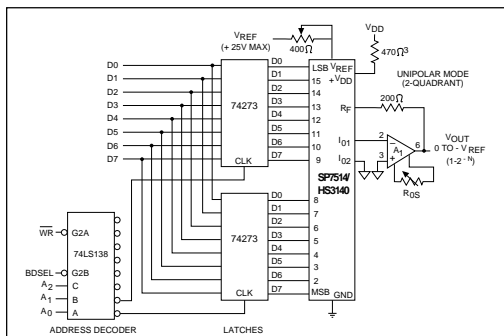 VREF
(+ 25V MAX)
400Ω
VDD
470Ω3
D0
D1
D2
D3
D4
D5
D6
D7
74273
CLK
D0
D1
D2
D3
D4
D5
D6
D7
LSB
15
14
13
12
11
10
9
VREF
+VDD
RF
I01
I02
SP7514/
HS3140
UNIPOLAR MODE
(2-QUADRANT)
200Ω
2
3
A1
6
VOUT
0 TO - VREF
(1-2 -N)
R0S
74273
CLK
D0
D1
D2
D3
D4
D5
D6
D7
8
7
6
5
4
3
2
MSB
GND
WR
G2A
74LS138
BDSEL
G2B
A2
C
A1
B
A0
A
ADDRESS DECODER
LATCHES